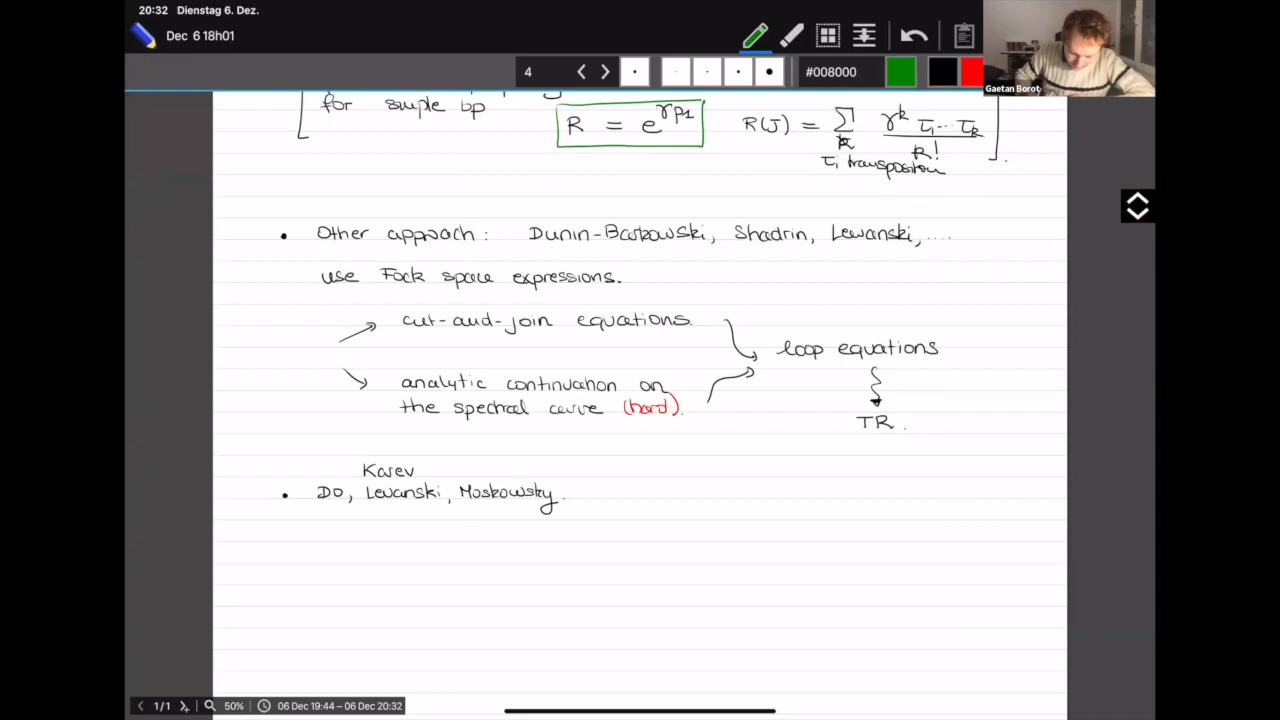 20:32 Dienstag 6. Dez.
Dec 6 18h01
4
#008000
Gaetan Borot
for simple bp
R = e^{γp₁}
R(J) = Σ γ^k τ₁...τ_k / k!
τᵢ transposition
• Other approach : Dunin-Barkowski, Shadrin, Lewanski, ....
use Fock space expressions.
cut-and-join equations.
loop equations
analytic continuation on
the spectral curve (hard).
TR.
Karev
• Do, Lewanski, Moskowsky.
1/1
50%
06 Dec 19:44 – 06 Dec 20:32